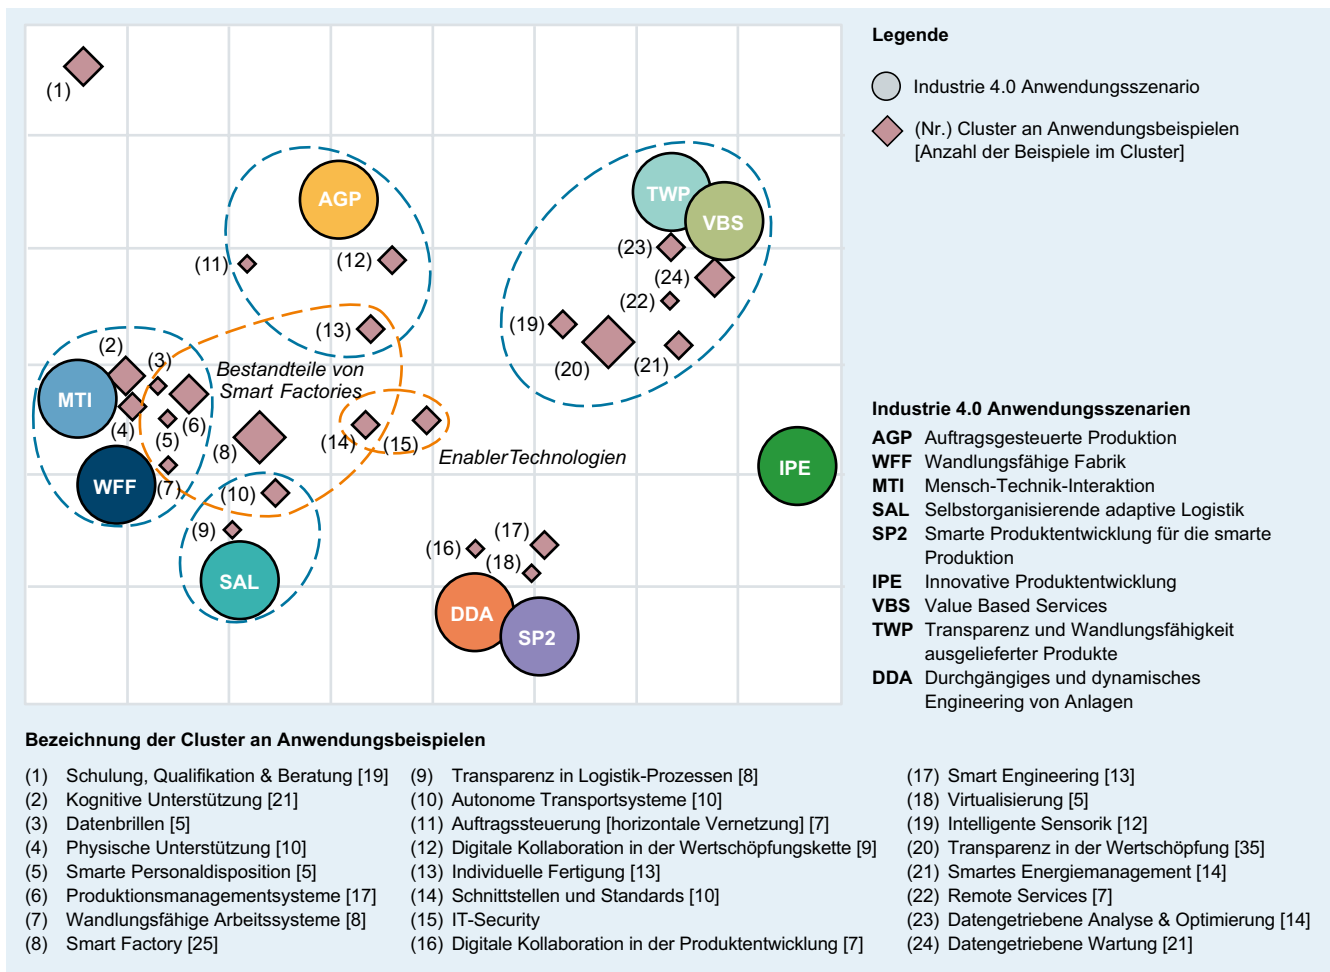 (1)
AGP
(11)
(12)
(13)
TWP
VBS
(23)
(24)
(22)
(19)
(20)
(21)
(2)
(3)
MTI
(4)
(5)
(6)
WFF
(7)
Bestandteile von
Smart Factories
(8)
(14)
(15)
EnablerTechnologien
IPE
(10)
(9)
SAL
(16)
(17)
(18)
DDA
SP2
Legende
Industrie 4.0 Anwendungsszenario
(Nr.) Cluster an Anwendungsbeispielen
[Anzahl der Beispiele im Cluster]
Industrie 4.0 Anwendungsszenarien
AGP Auftragsgesteuerte Produktion
WFF Wandlungsfähige Fabrik
MTI Mensch-Technik-Interaktion
SAL Selbstorganisierende adaptive Logistik
SP2 Smarte Produktentwicklung für die smarte
Produktion
IPE Innovative Produktentwicklung
VBS Value Based Services
TWP Transparenz und Wandlungsfähigkeit
ausgelieferter Produkte
DDA Durchgängiges und dynamisches
Engineering von Anlagen
Bezeichnung der Cluster an Anwendungsbeispielen
(1) Schulung, Qualifikation & Beratung [19]
(2) Kognitive Unterstützung [21]
(3) Datenbrillen [5]
(4) Physische Unterstützung [10]
(5) Smarte Personaldisposition [5]
(6) Produktionsmanagementsysteme [17]
(7) Wandlungsfähige Arbeitssysteme [8]
(8) Smart Factory [25]
(9) Transparenz in Logistik-Prozessen [8]
(10) Autonome Transportsysteme [10]
(11) Auftragssteuerung [horizontale Vernetzung] [7]
(12) Digitale Kollaboration in der Wertschöpfungskette [9]
(13) Individuelle Fertigung [13]
(14) Schnittstellen und Standards [10]
(15) IT-Security
(16) Digitale Kollaboration in der Produktentwicklung [7]
(17) Smart Engineering [13]
(18) Virtualisierung [5]
(19) Intelligente Sensorik [12]
(20) Transparenz in der Wertschöpfung [35]
(21) Smartes Energiemanagement [14]
(22) Remote Services [7]
(23) Datengetriebene Analyse & Optimierung [14]
(24) Datengetriebene Wartung [21]